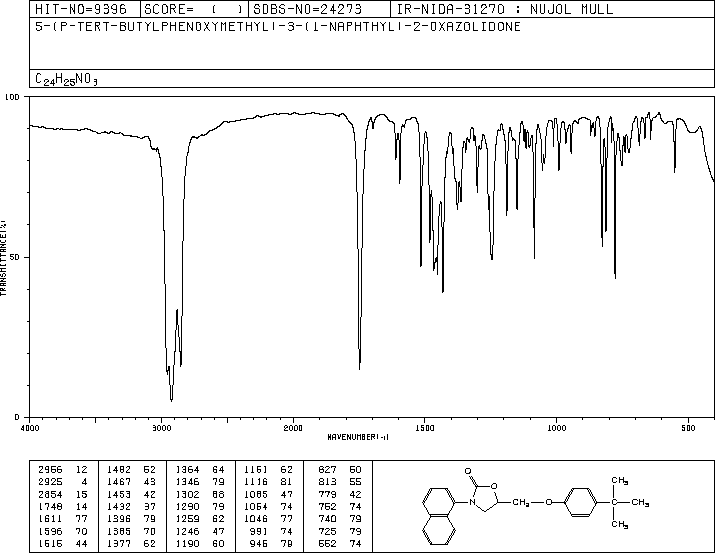 HIT-NO=9396 SCORE= ( ) SDBS-NO=24273 IR-NIDA-31270 : NUJOL MULL
5-(P-TERT-BUTYLPHENOXYMETHYL)-3-(1-NAPHTHYL)-2-OXAZOLIDONE
C24H25NO3
100
50
0
TRANSMITTANCE(%)
4000 3000 2000 1500 1000 500
WAVENUMBER(-1)
2956 12 1482 52 1364 64 1151 62 827 50
2925 4 1467 43 1346 79 1116 81 813 55
2854 15 1453 42 1302 88 1085 47 779 42
1748 14 1432 37 1290 79 1054 74 752 74
1611 77 1396 79 1259 62 1046 77 740 79
1596 70 1385 70 1246 47 991 74 725 79
1515 44 1377 62 1190 60 945 79 552 74
O
O
N
CH2 O
CH3
CH3
CH3